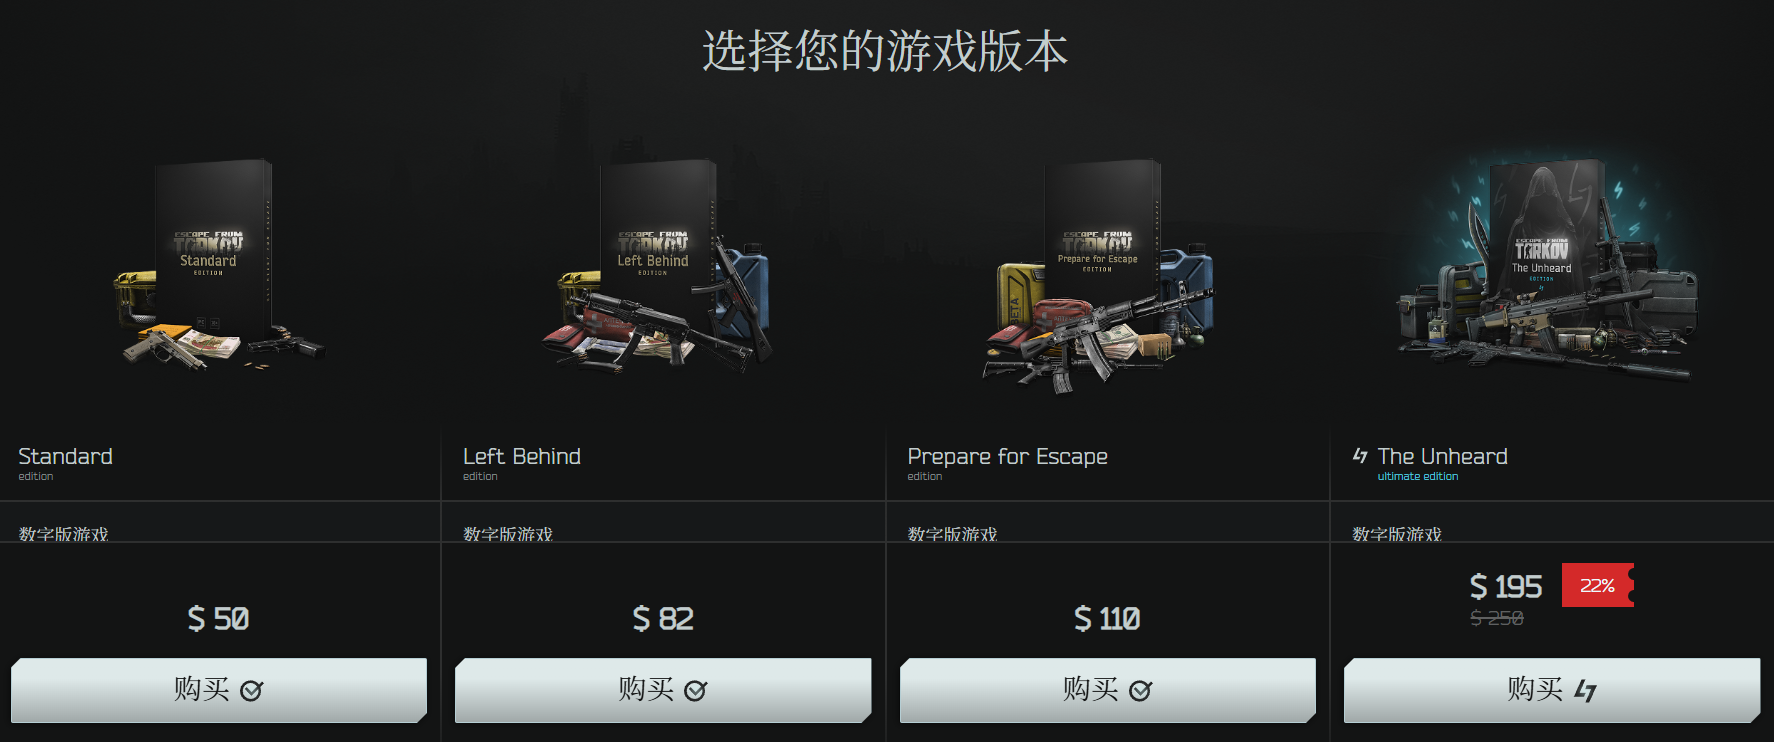 选择您的游戏版本
ESCAPE FROM
TARKOV
Standard
EDITION
ESCAPE FROM
TARKOV
Left Behind
EDITION
ESCAPE FROM
TARKOV
Prepare for Escape
EDITION
ESCAPE FROM
TARKOV
The Unheard
EDITION
Standard
edition
Left Behind
edition
Prepare for Escape
edition
The Unheard
ultimate edition
数字版游戏
数字版游戏
数字版游戏
数字版游戏
$ 50
$ 82
$ 110
$ 195
22%
$ 250
购买
购买
购买
购买